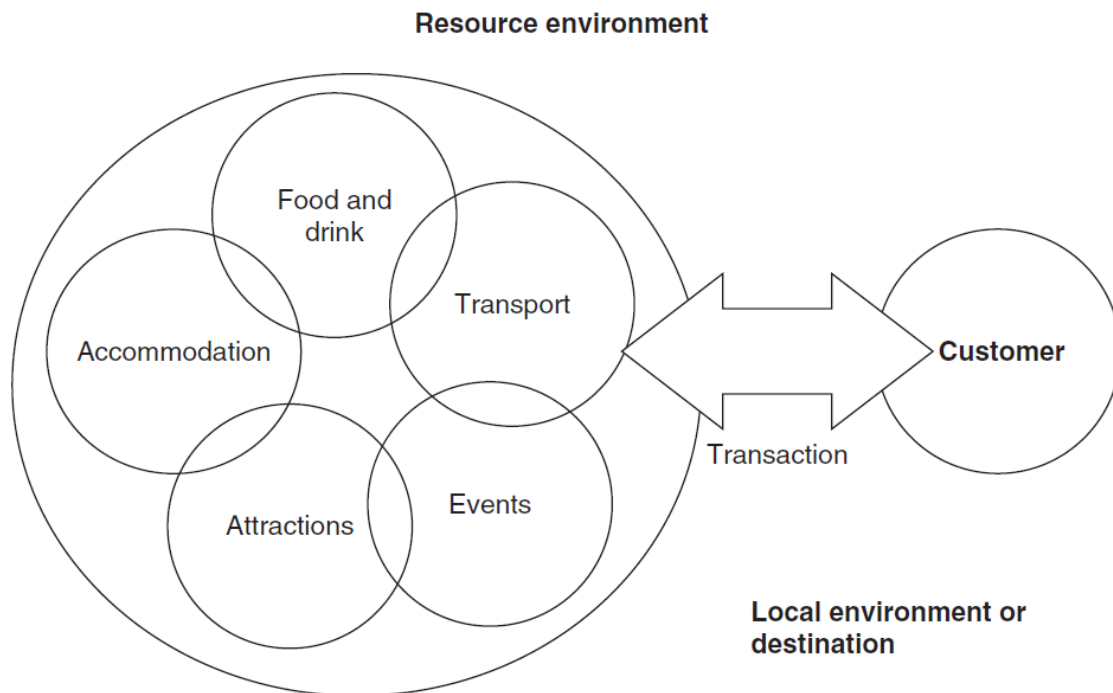 Resource environment
Food and
drink
Transport
Accommodation
Customer
Transaction
Events
Attractions
Local environment or
destination